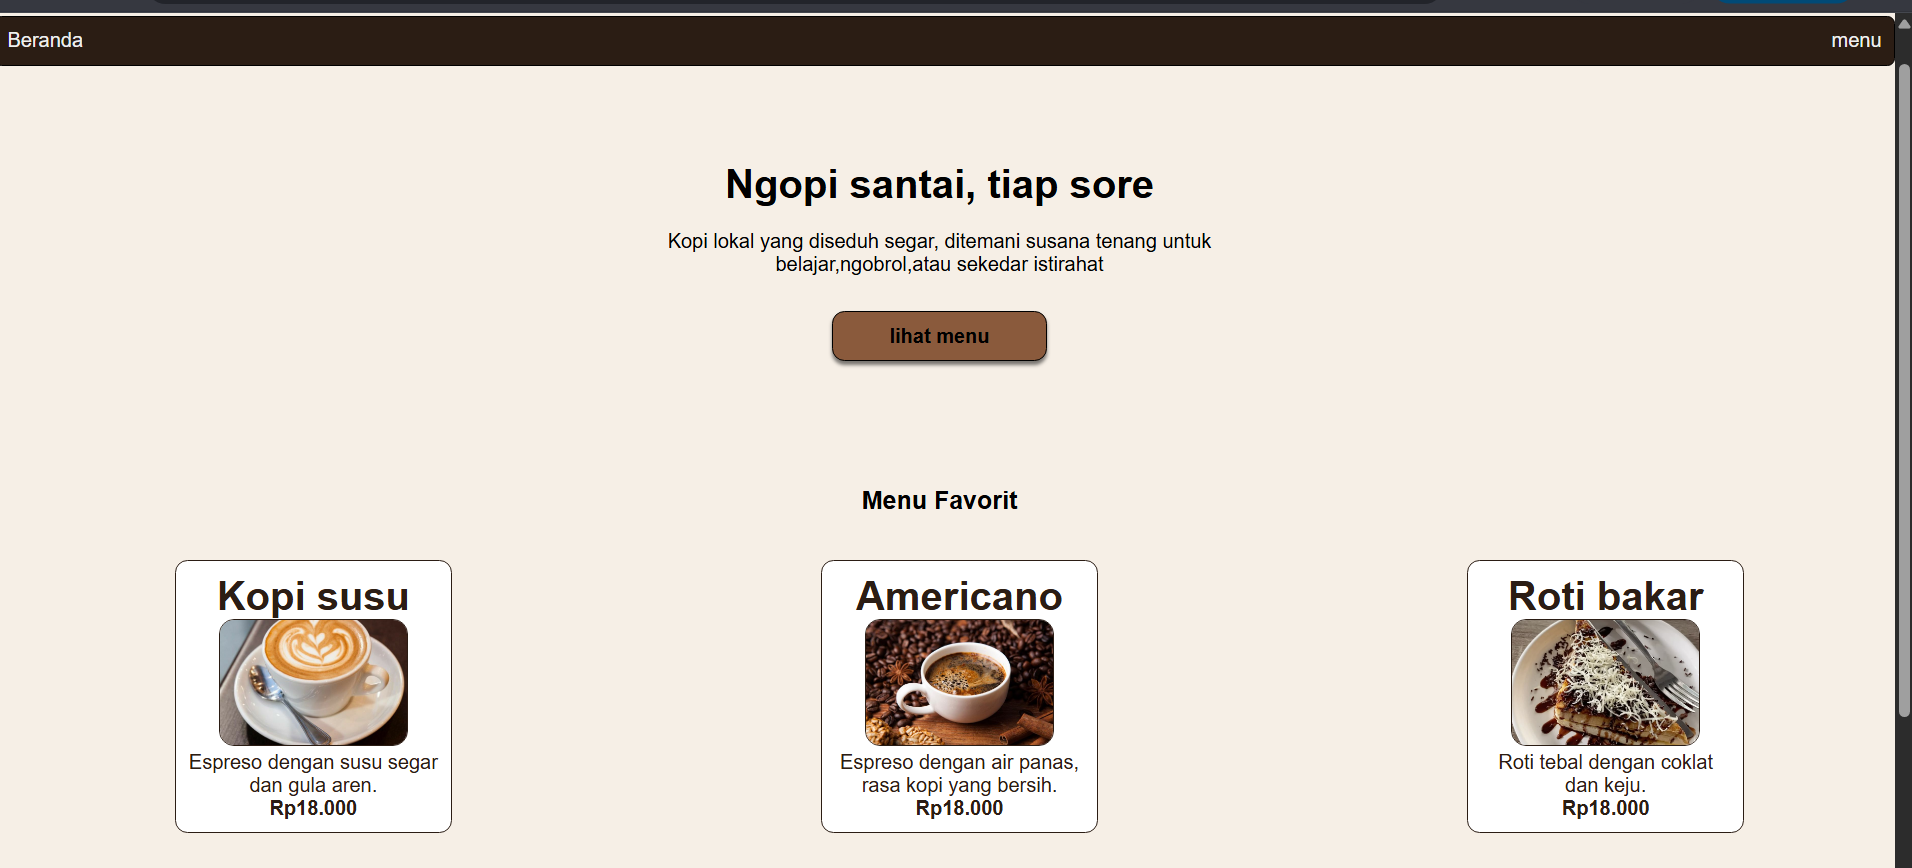 Beranda
menu
Ngopi santai, tiap sore
Kopi lokal yang diseduh segar, ditemani susana tenang untuk
belajar,ngobrol,atau sekedar istirahat
lihat menu
Menu Favorit
Kopi susu
Espreso dengan susu segar
dan gula aren.
Rp18.000
Americano
Espreso dengan air panas,
rasa kopi yang bersih.
Rp18.000
Roti bakar
Roti tebal dengan coklat
dan keju.
Rp18.000